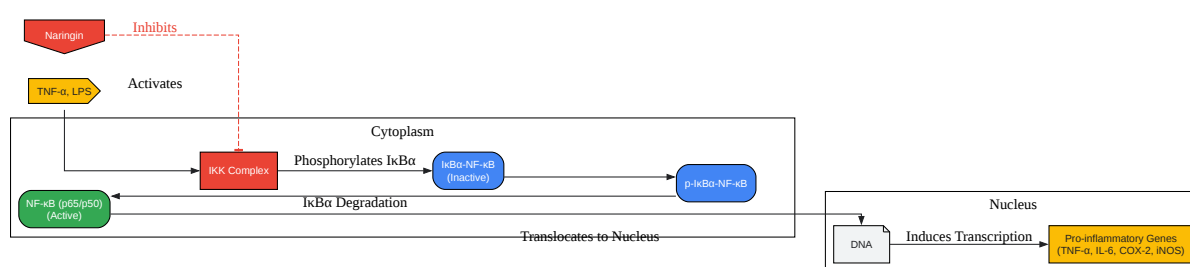 Naringin
Inhibits
TNF-α, LPS
Activates
Cytoplasm
IKK Complex
Phosphorylates IκBα
IκBα-NF-κB
(Inactive)
p-IκBα-NF-κB
NF-κB (p65/p50)
(Active)
IκBα Degradation
Translocates to Nucleus
Nucleus
DNA
Induces Transcription
Pro-inflammatory Genes
(TNF-α, IL-6, COX-2, iNOS)